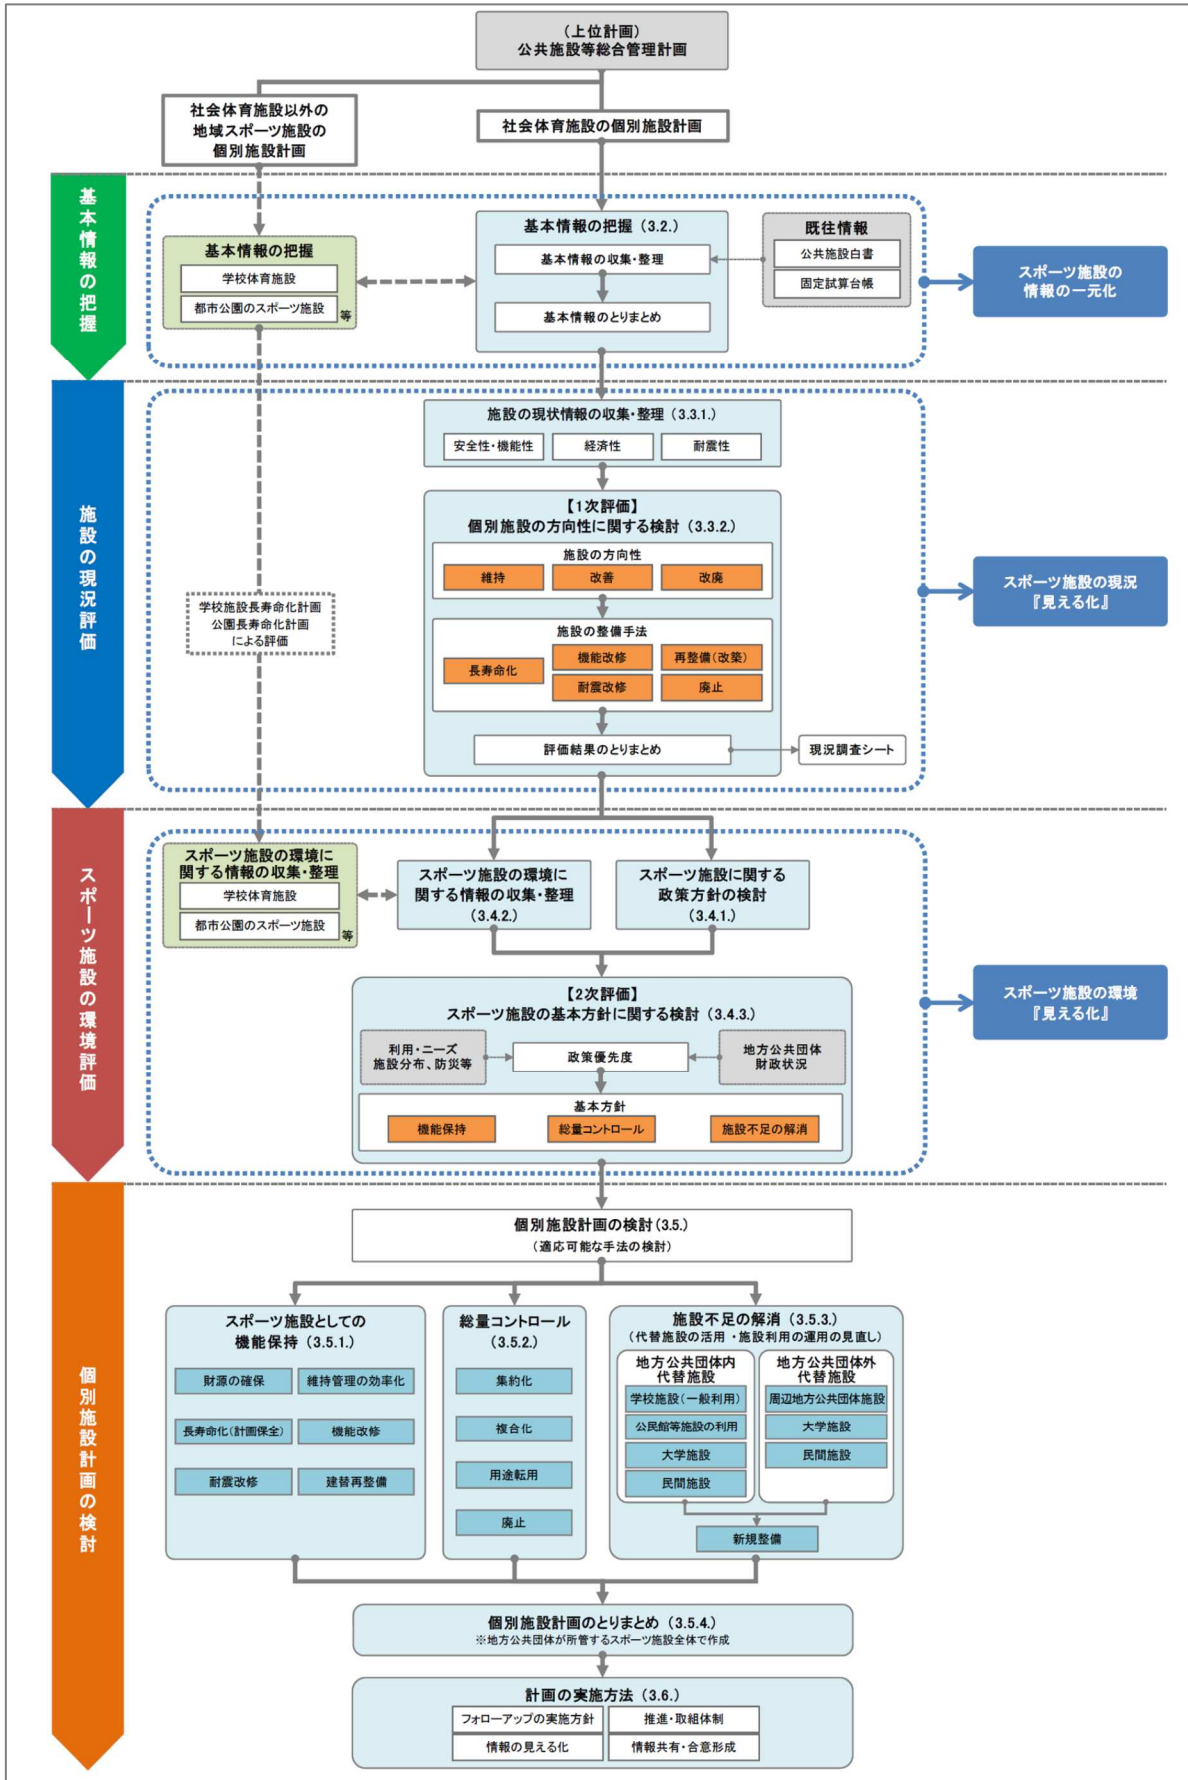 (上位計画)
公共施設等総合管理計画
社会体育施設以外の
地域スポーツ施設の
個別施設計画
社会体育施設の個別施設計画
基本情報の把握
基本情報の把握
学校体育施設
都市公園のスポーツ施設
等
基本情報の把握(3.2.)
基本情報の収集・整理
基本情報のとりまとめ
既往情報
公共施設白書
固定試算台帳
スポーツ施設の
情報の一元化
施設の現況評価
施設の現状情報の収集・整理(3.3.1.)
安全性・機能性
経済性
耐震性
【1次評価】
個別施設の方向性に関する検討(3.3.2.)
施設の方向性
維持
改善
改廃
施設の整備手法
長寿命化
機能改修
再整備(改築)
耐震改修
廃止
評価結果のとりまとめ
現況調査シート
学校施設長寿命化計画
公園長寿命化計画
による評価
スポーツ施設の現況
『見える化』
スポーツ施設の環境評価
スポーツ施設の環境に
関する情報の収集・整理
学校体育施設
都市公園のスポーツ施設
等
スポーツ施設の環境に
関する情報の収集・整理
(3.4.2.)
スポーツ施設に関する
政策方針の検討
(3.4.1.)
【2次評価】
スポーツ施設の基本方針に関する検討(3.4.3.)
利用・ニーズ
施設分布、防災等
政策優先度
地方公共団体
財政状況
基本方針
機能保持
総量コントロール
施設不足の解消
スポーツ施設の環境
『見える化』
個別施設計画の検討
個別施設計画の検討(3.5.)
(適応可能な手法の検討)
スポーツ施設としての
機能保持(3.5.1.)
財源の確保
維持管理の効率化
長寿命化(計画保全)
機能改修
耐震改修
建替再整備
総量コントロール
(3.5.2.)
集約化
複合化
用途転用
廃止
施設不足の解消(3.5.3.)
(代替施設の活用・施設利用の運用の見直し)
地方公共団体内
代替施設
学校施設(一般利用)
公民館等施設の利用
大学施設
民間施設
地方公共団体外
代替施設
周辺地方公共団体施設
大学施設
民間施設
新規整備
個別施設計画のとりまとめ(3.5.4.)
※地方公共団体が所管するスポーツ施設全体で作成
計画の実施方法(3.6.)
フォローアップの実施方針
推進・取組体制
情報の見える化
情報共有・合意形成